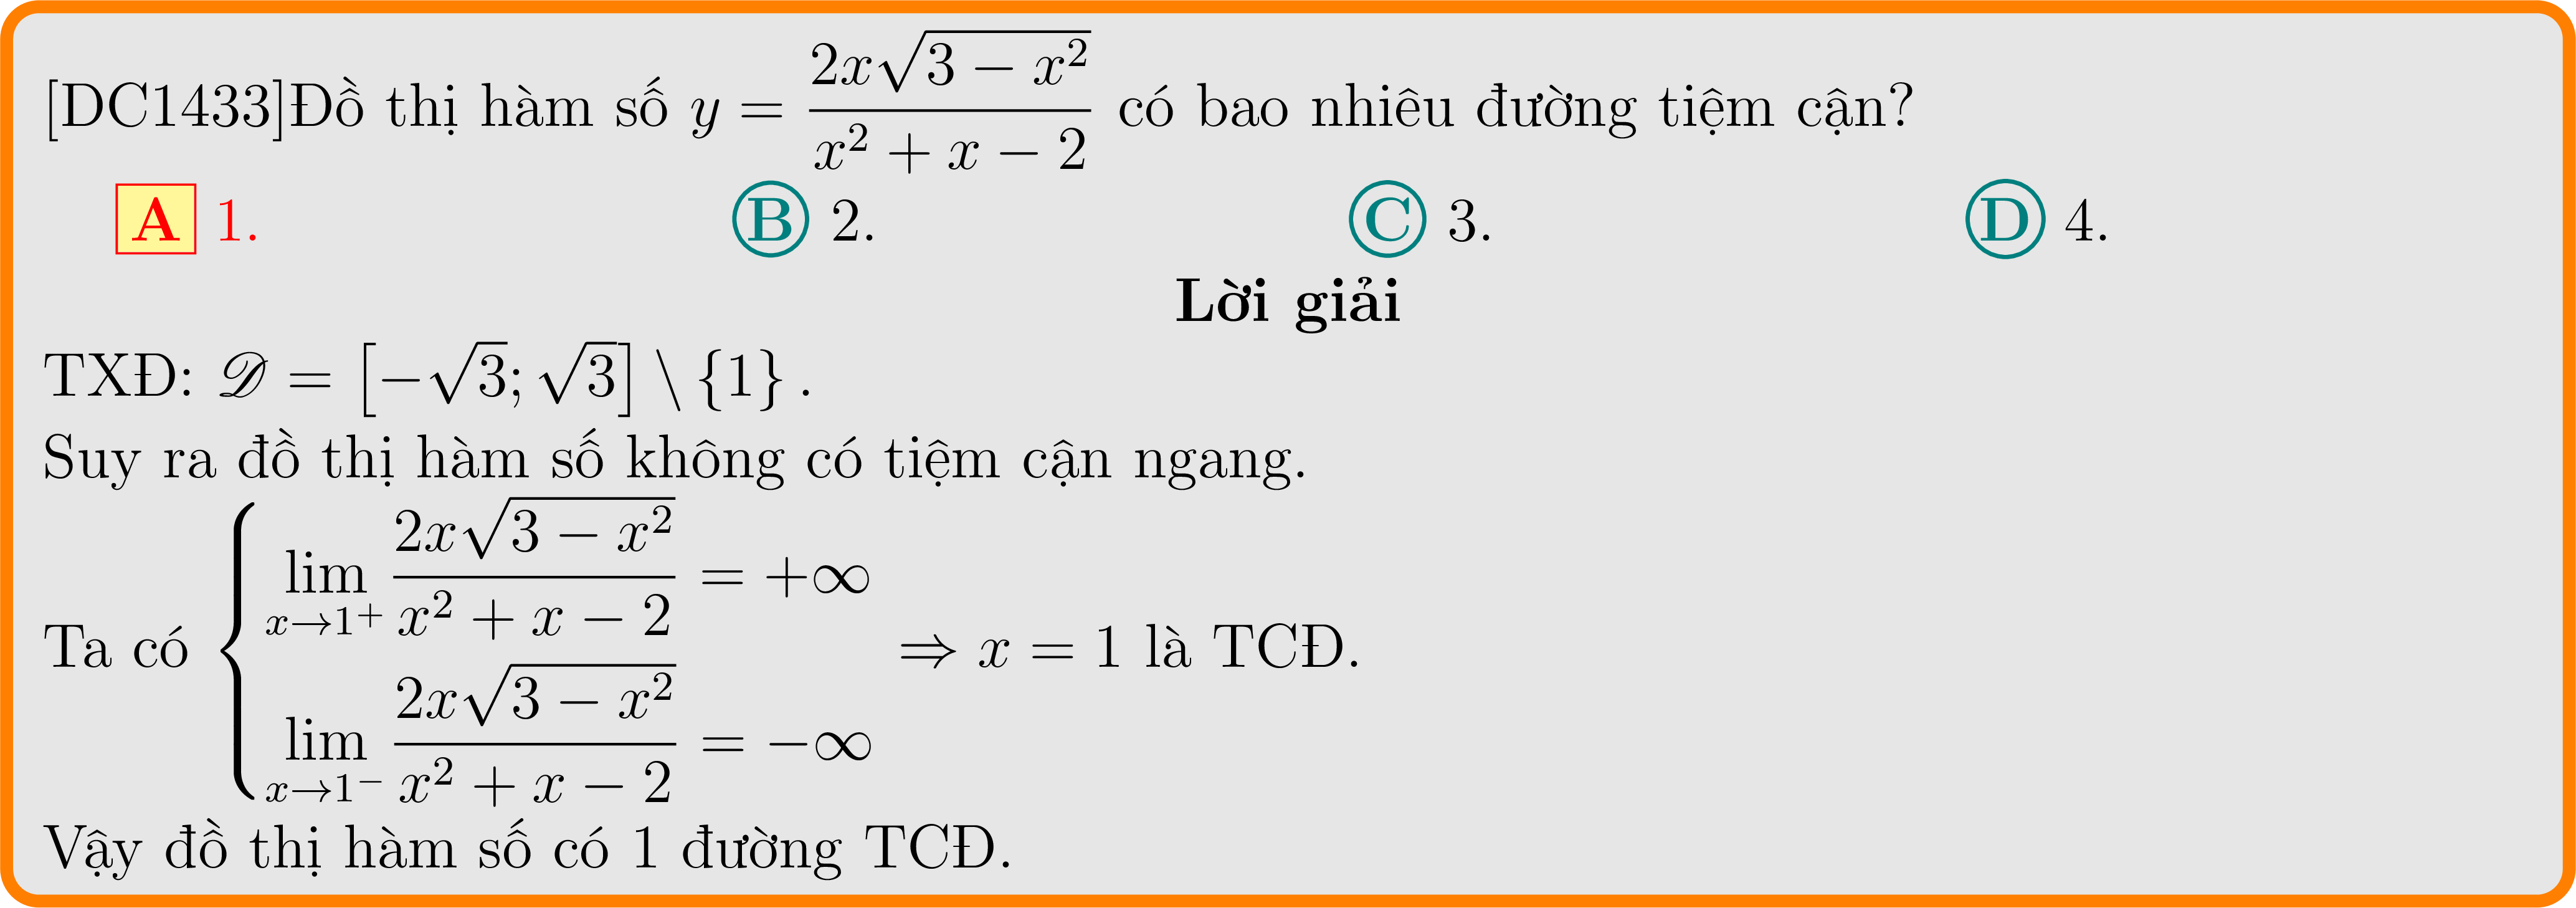 [DC1433]Đồ thị hàm số $y = \dfrac{2x\sqrt{3-x^2}}{x^2+x-2}$ có bao nhiêu đường tiệm cận?
A 1. B 2. C 3. D 4.
Lời giải
TXĐ: $\mathscr{D} = \left[-\sqrt{3};\sqrt{3}\right] \setminus \{1\}$ .
Suy ra đồ thị hàm số không có tiệm cận ngang.
Ta có $\begin{cases} \lim\limits_{x\to 1^+} \dfrac{2x\sqrt{3-x^2}}{x^2+x-2} = +\infty \\ \lim\limits_{x\to 1^-} \dfrac{2x\sqrt{3-x^2}}{x^2+x-2} = -\infty \end{cases} \Rightarrow x = 1$ là TCĐ.
Vậy đồ thị hàm số có 1 đường TCĐ.